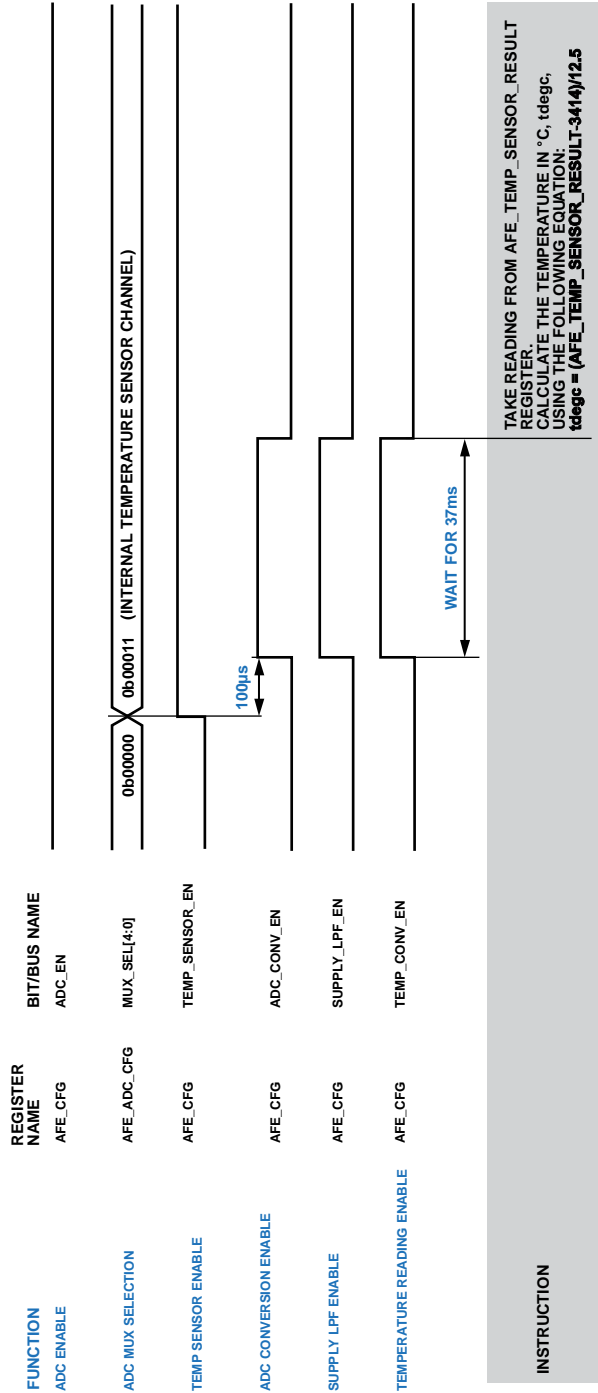 FUNCTION
REGISTER
NAME
BIT/BUS NAME
ADC ENABLE
AFE_CFG
ADC_EN
ADC MUX SELECTION
AFE_ADC_CFG
MUX_SEL[4:0]
0b00000
0b00011 (INTERNAL TEMPERATURE SENSOR CHANNEL)
TEMP SENSOR ENABLE
AFE_CFG
TEMP_SENSOR_EN
100µs
ADC CONVERSION ENABLE
AFE_CFG
ADC_CONV_EN
SUPPLY LPF ENABLE
AFE_CFG
SUPPLY_LPF_EN
TEMPERATURE READING ENABLE
AFE_CFG
TEMP_CONV_EN
WAIT FOR 37ms
INSTRUCTION
TAKE READING FROM AFE_TEMP_SENSOR_RESULT
REGISTER.
CALCULATE THE TEMPERATURE IN °C, tdegc,
USING THE FOLLOWING EQUATION:
tdegc = (AFE_TEMP_SENSOR_RESULT-3414)/12.5